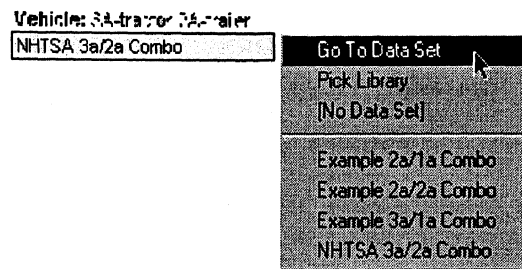 Vehicle:
NHTSA 3a/2a Combo
Go To Data Set
Pick Library
[No Data Set]
Example 2a/1a Combo
Example 2a/2a Combo
Example 3a/1a Combo
NHTSA 3a/2a Combo